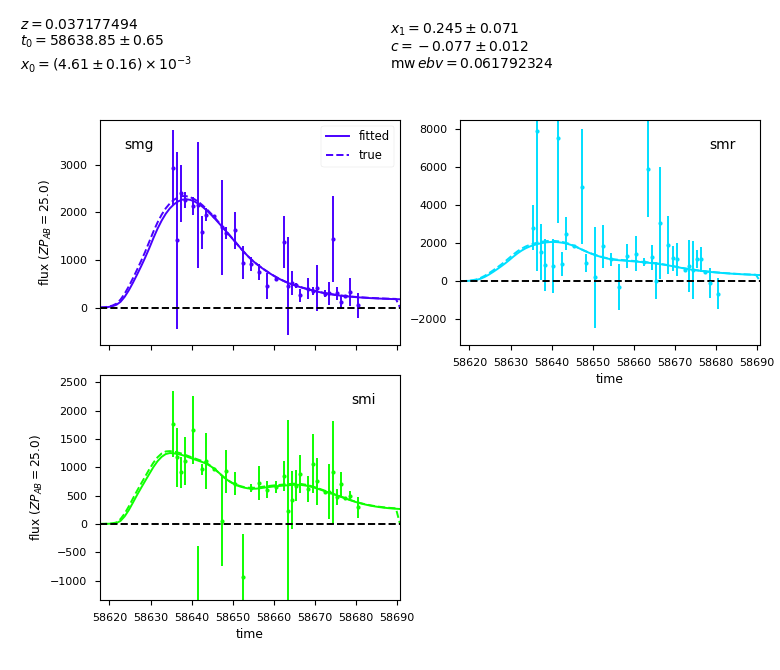 z = 0.037177494
t₀ = 58638.85 ± 0.65
x₀ = (4.61 ± 0.16) × 10⁻³
x₁ = 0.245 ± 0.071
c = −0.077 ± 0.012
mw ebv = 0.061792324
smg
fitted
true
3000
2000
1000
0
flux (ZP_AB = 25.0)
smr
8000
6000
4000
2000
0
−2000
58620 58630 58640 58650 58660 58670 58680 58690
time
smi
2500
2000
1500
1000
500
0
−500
−1000
flux (ZP_AB = 25.0)
58620 58630 58640 58650 58660 58670 58680 58690
time